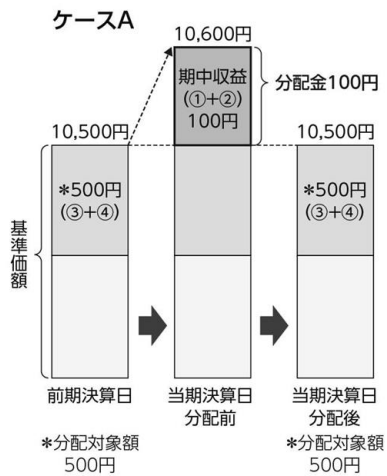 ケースA
10,600円
期中収益
(①+②)
100円
分配金100円
10,500円
10,500円
*500円
(③+④)
*500円
(③+④)
基準価額
前期決算日
当期決算日
分配前
当期決算日
分配後
*分配対象額
500円
*分配対象額
500円